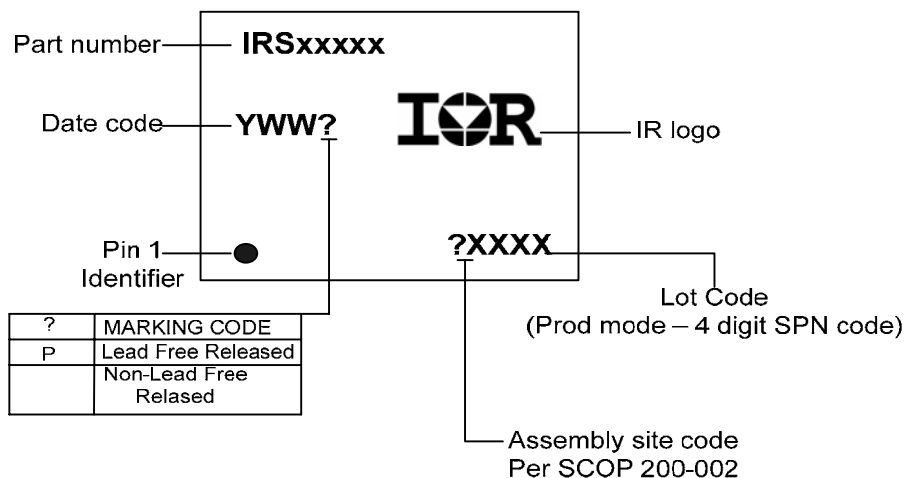 Part number
IRSxxxxx
Date code
YWW?
IOR
IR logo
Pin 1
Identifier
?XXXX
Lot Code
(Prod mode – 4 digit SPN code)
? MARKING CODE
P Lead Free Released
Non-Lead Free
Relased
Assembly site code
Per SCOP 200-002